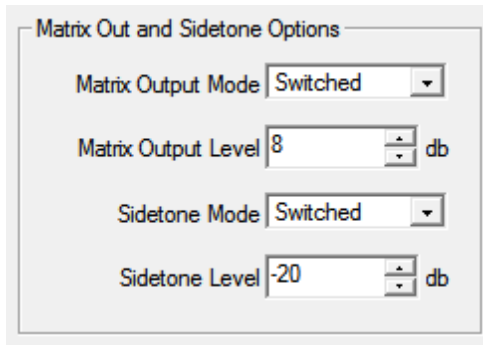 Matrix Out and Sidetone Options
Matrix Output Mode Switched
Matrix Output Level 8 db
Sidetone Mode Switched
Sidetone Level -20 db